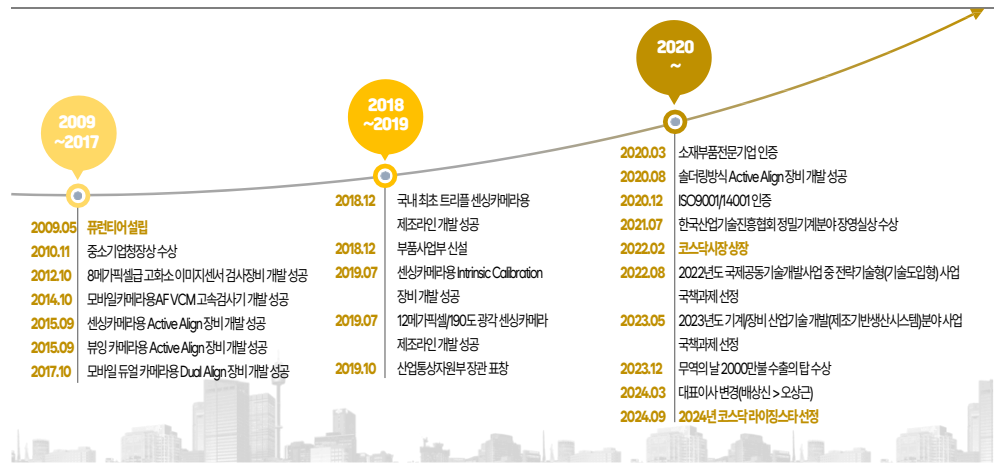 2009
~2017
2009.05 퓨런티어 설립
2010.11 중소기업청장상 수상
2012.10 8메가픽셀급 고화소 이미지센서 검사장비 개발 성공
2014.10 모바일카메라용 AF VCM 고속검사기 개발 성공
2015.09 센싱카메라용 Active Align 장비 개발 성공
2015.09 뷰잉 카메라용 Active Align 장비 개발 성공
2017.10 모바일 듀얼 카메라용 Dual Align 장비 개발 성공
2018
~2019
2018.12 국내 최초 트리플 센싱카메라용
제조라인 개발 성공
2018.12 부품사업부 신설
2019.07 센싱카메라용 Intrinsic Calibration
장비 개발 성공
2019.07 12메가픽셀/190도 광각 센싱카메라
제조라인 개발 성공
2019.10 산업통상자원부 장관 표창
2020
~
2020.03 소재부품전문기업 인증
2020.08 솔더링방식 Active Align 장비 개발 성공
2020.12 ISO9001/14001 인증
2021.07 한국산업기술진흥협회 정밀기계분야 장영실상 수상
2022.02 코스닥시장 상장
2022.08 2022년도 국제공동기술개발사업 중 전략기술형(기술도입형) 사업
국책과제 선정
2023.05 2023년도 기계/장비 산업기술 개발(제조기반생산시스템)분야 사업
국책과제 선정
2023.12 무역의 날 2000만불 수출의 탑 수상
2024.03 대표이사 변경(배상신 > 오상근)
2024.09 2024년 코스닥 라이징스타 선정